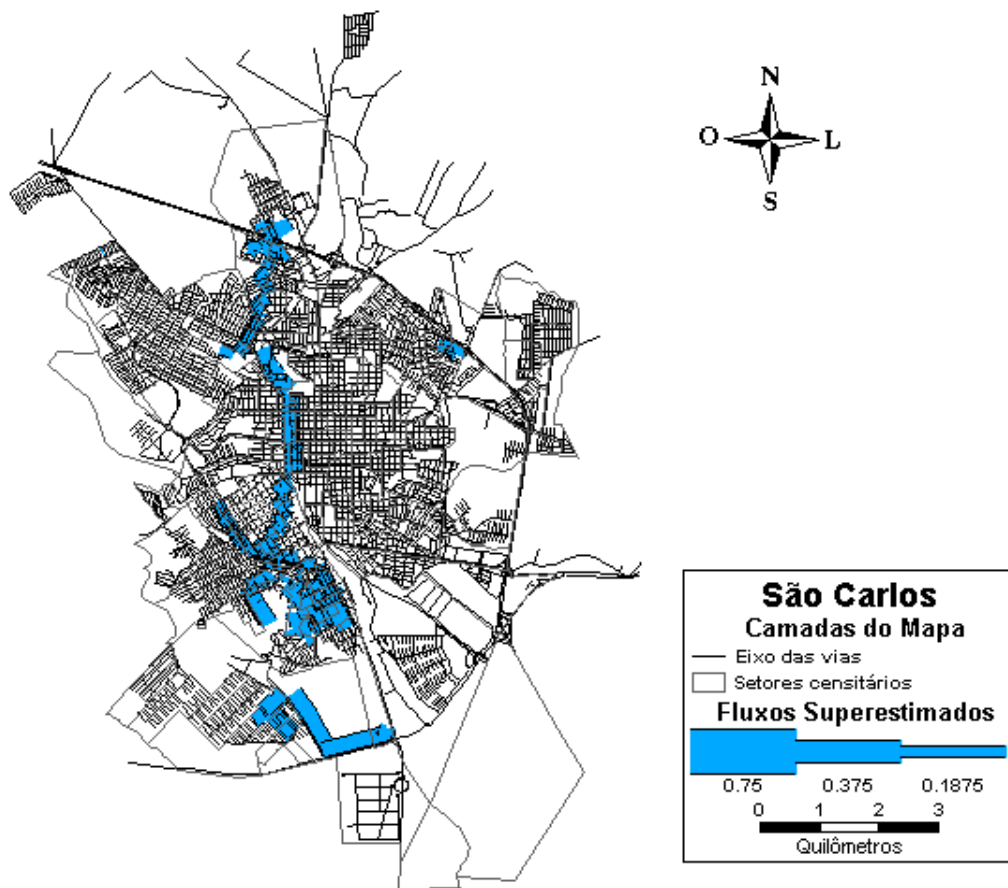 N
O L
S
São Carlos
Camadas do Mapa
Eixo das vias
Setores censitários
Fluxos Superestimados
0.75 0.375 0.1875
0 1 2 3
Quilômetros